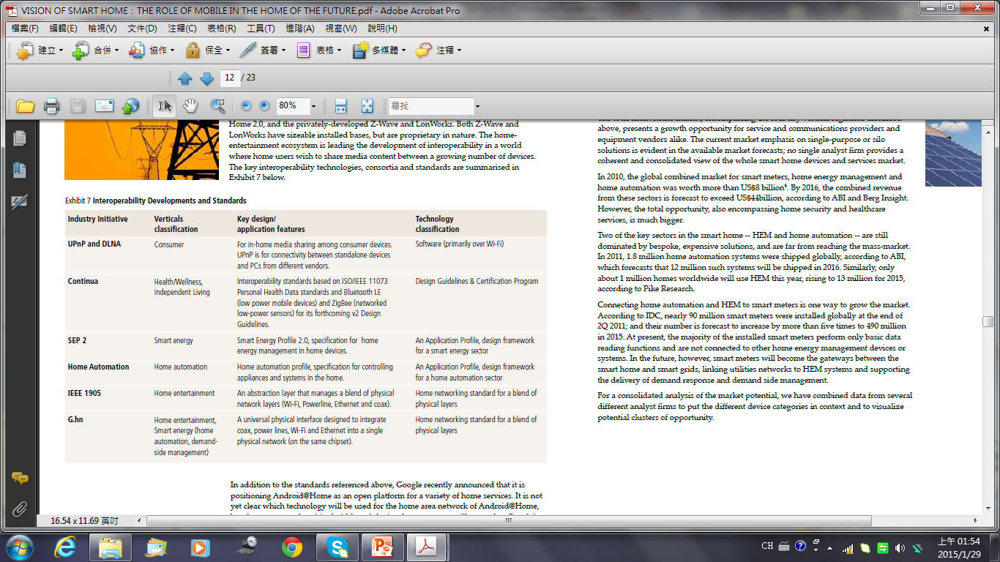 VISION OF SMART HOME : THE ROLE OF MOBILE IN THE HOME OF THE FUTURE.pdf - Adobe Acrobat Pro
檔案(F) 編輯(E) 檢視(V) 文件(D) 注釋(C) 表格(R) 工具(T) 進階(A) 視窗(W) 說明(H)
建立 合併 協作 保全 簽署 表格 多媒體 注釋
12 / 23
80% 尋找
Home 2.0, and the privately-developed Z-Wave and LonWorks. Both Z-Wave and
LonWorks have sizeable installed bases, but are proprietary in nature. The home-
entertainment ecosystem is leading the development of interoperability in a world
where home users wish to share media content between a growing number of devices.
The key interoperability technologies, consortia and standards are summarised in
Exhibit 7 below.
Exhibit 7 Interoperability Developments and Standards
Industry Initiative
Verticals
classification
Key design/
application features
Technology
classification
UPnP and DLNA
Consumer
For in-home media sharing among consumer devices.
UPnP is for connectivity between standalone devices
and PCs from different vendors.
Software (primarily over Wi-Fi)
Continua
Health/Wellness,
Independent Living
Interoperability standards based on ISO/IEEE 11073
Personal Health Data standards and Bluetooth LE
(low power mobile devices) and ZigBee (networked
low-power sensors) for its forthcoming v2 Design
Guidelines.
Design Guidelines & Certification Program
SEP 2
Smart energy
Smart Energy Profile 2.0, specification for home
energy management in home devices.
An Application Profile, design framework
for a smart energy sector
Home Automation
Home automation
Home automation profile, specification for controlling
appliances and systems in the home.
An Application Profile, design framework
for a home automation sector
IEEE 1905
Home entertainment
An abstraction layer that manages a blend of physical
network layers (Wi-Fi, Powerline, Ethernet and coax).
Home networking standard for a blend of
physical layers
G.hn
Home entertainment,
Smart energy (home
automation, demand-
side management)
A universal physical interface designed to integrate
coax, power lines, Wi-Fi and Ethernet into a single
physical network (on the same chipset).
Home networking standard for a blend of
physical layers
In addition to the standards referenced above, Google recently announced that it is
positioning Android@Home as an open platform for a variety of home services. It is not
yet clear which technology will be used for the home area network of Android@Home,
above, presents a growth opportunity for service and communications providers and
equipment vendors alike. The current market emphasis on single-purpose or silo
solutions is evident in the available market forecasts; no single analyst firm provides a
coherent and consolidated view of the whole smart home devices and services market.
In 2010, the global combined market for smart meters, home energy management and
home automation was worth more than US$8 billion⁴. By 2016, the combined revenue
from these sectors is forecast to exceed US$44billion, according to ABI and Berg Insight.
However, the total opportunity, also encompassing home security and healthcare
services, is much bigger.
Two of the key sectors in the smart home -- HEM and home automation -- are still
dominated by bespoke, expensive solutions, and are far from reaching the mass-market.
In 2011, 1.8 million home automation systems were shipped globally, according to ABI,
which forecasts that 12 million such systems will be shipped in 2016. Similarly, only
about 1 million homes worldwide will use HEM this year, rising to 13 million for 2015,
according to Pike Research.
Connecting home automation and HEM to smart meters is one way to grow the market.
According to IDC, nearly 90 million smart meters were installed globally at the end of
2Q 2011; and their number is forecast to increase by more than five times to 490 million
in 2015. At present, the majority of the installed smart meters perform only basic data
reading functions and are not connected to other home energy management devices or
systems. In the future, however, smart meters will become the gateways between the
smart home and smart grids, linking utilities networks to HEM systems and supporting
the delivery of demand response and demand side management.
For a consolidated analysis of the market potential, we have combined data from several
different analyst firms to put the different device categories in context and to visualize
potential clusters of opportunity.
16.54 x 11.69 英吋
CH
上午 01:54
2015/1/29